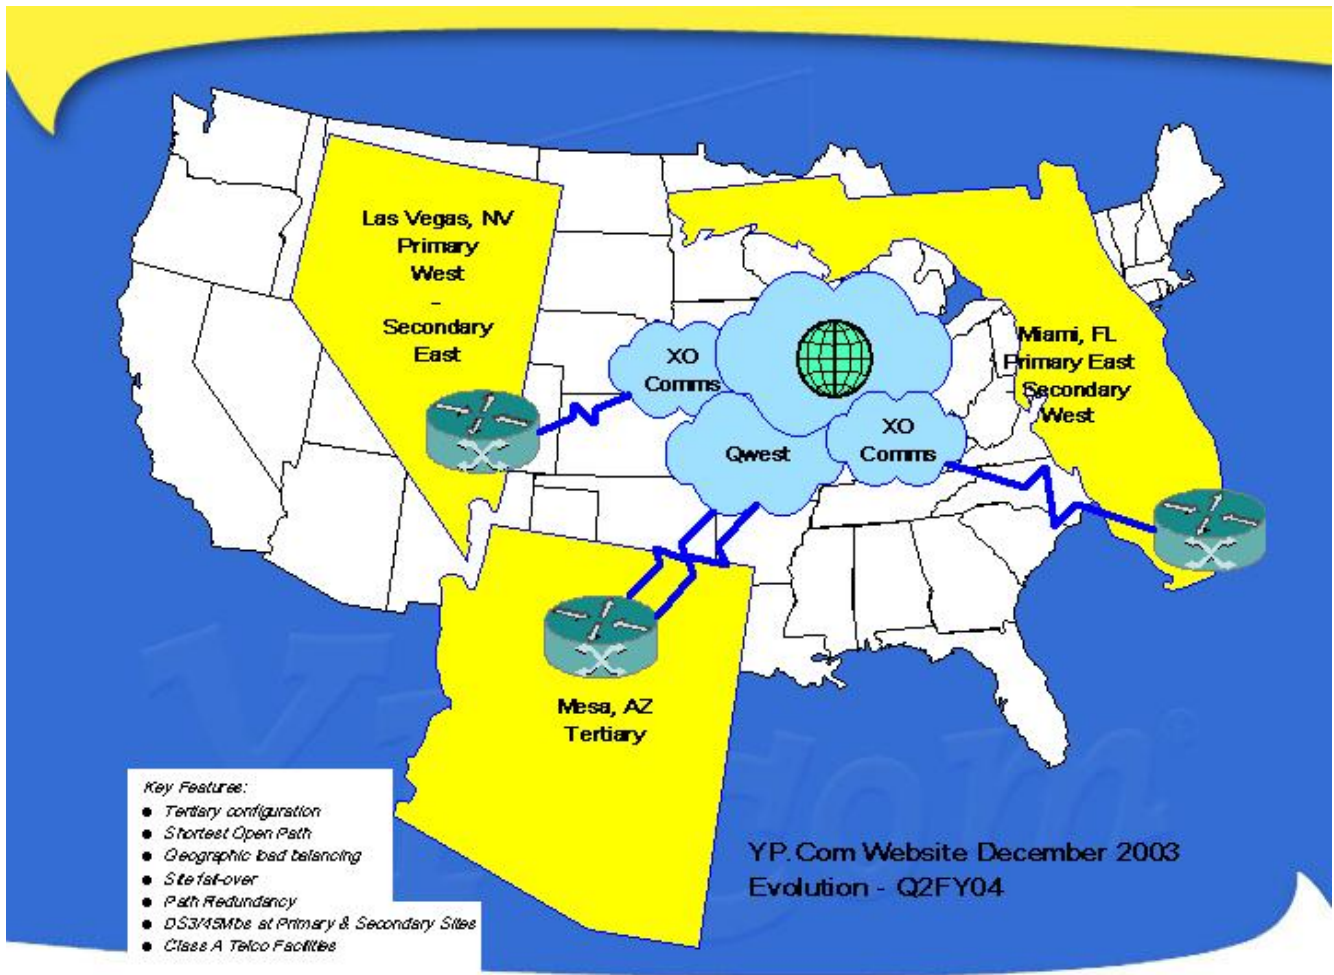 Las Vegas, NV
Primary
West
-
Secondary
East
XO
Comms
Qwest
XO
Comms
Miami, FL
Primary East
- Secondary
West
Mesa, AZ
Tertiary
Key Features:
● Tertiary configuration
● Shortest Open Path
● Geographic load balancing
● Site fail-over
● Path Redundancy
● DS3/45Mbs at Primary & Secondary Sites
● Class A Telco Facilities
YP.Com Website December 2003
Evolution - Q2FY04